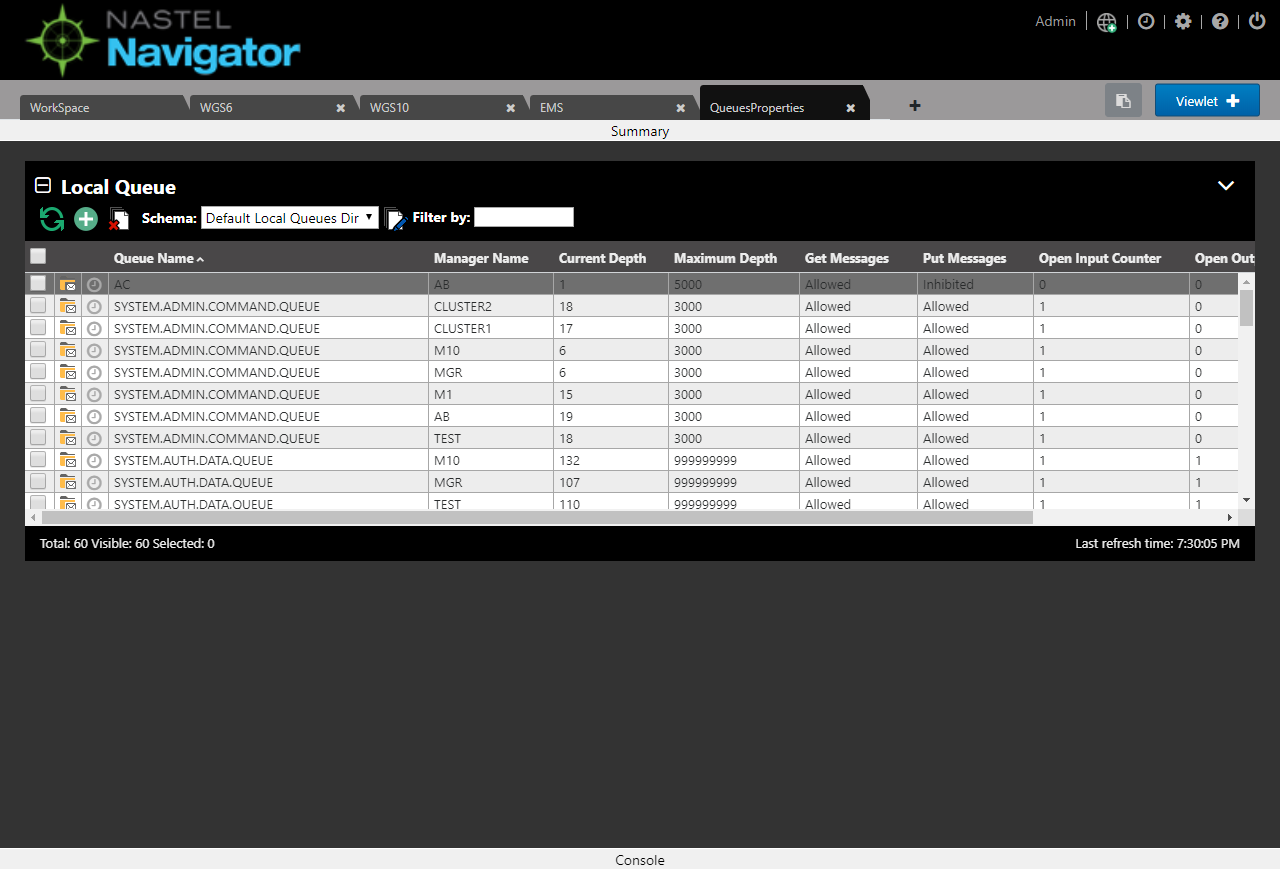 NASTEL
Navigator
Admin
WorkSpace WGS6 WGS10 EMS QueuesProperties Viewlet
Summary
Local Queue
Schema: Default Local Queues Dir Filter by:
Queue Name Manager Name Current Depth Maximum Depth Get Messages Put Messages Open Input Counter Open Out
AC AB 1 5000 Allowed Inhibited 0 0
SYSTEM.ADMIN.COMMAND.QUEUE CLUSTER2 18 3000 Allowed Allowed 1 0
SYSTEM.ADMIN.COMMAND.QUEUE CLUSTER1 17 3000 Allowed Allowed 1 0
SYSTEM.ADMIN.COMMAND.QUEUE M10 6 3000 Allowed Allowed 1 0
SYSTEM.ADMIN.COMMAND.QUEUE MGR 6 3000 Allowed Allowed 1 0
SYSTEM.ADMIN.COMMAND.QUEUE M1 15 3000 Allowed Allowed 1 0
SYSTEM.ADMIN.COMMAND.QUEUE AB 19 3000 Allowed Allowed 1 0
SYSTEM.ADMIN.COMMAND.QUEUE TEST 18 3000 Allowed Allowed 1 0
SYSTEM.AUTH.DATA.QUEUE M10 132 999999999 Allowed Allowed 1 1
SYSTEM.AUTH.DATA.QUEUE MGR 107 999999999 Allowed Allowed 1 1
SYSTEM.AUTH.DATA.QUEUE TEST 110 999999999 Allowed Allowed 1 1
Total: 60 Visible: 60 Selected: 0 Last refresh time: 7:30:05 PM
Console